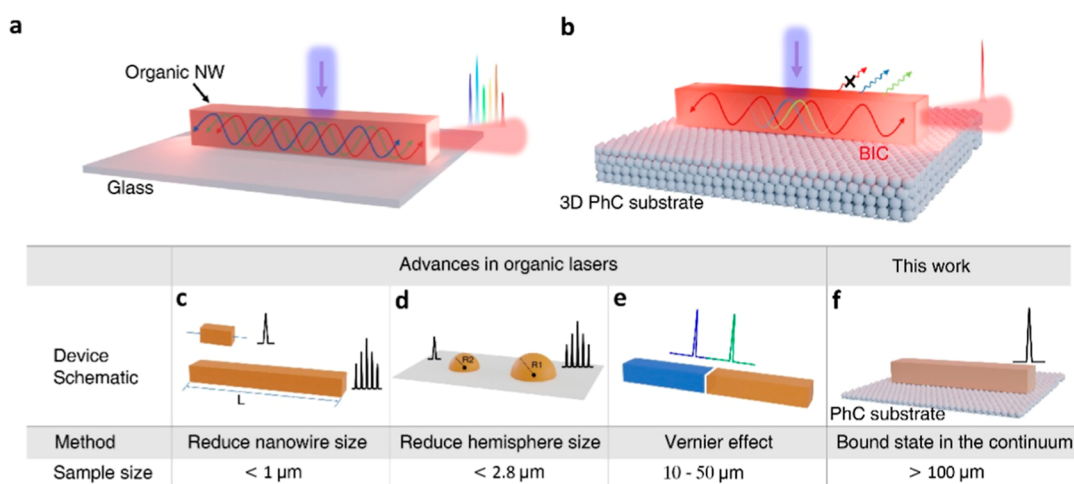 a
b
Organic NW
Glass
BIC
3D PhC substrate
Advances in organic lasers
This work
c
d
e
f
Device
Schematic
L
R2
R1
PhC substrate
Method
Reduce nanowire size
Reduce hemisphere size
Vernier effect
Bound state in the continuum
Sample size
< 1 μm
< 2.8 μm
10 - 50 μm
> 100 μm